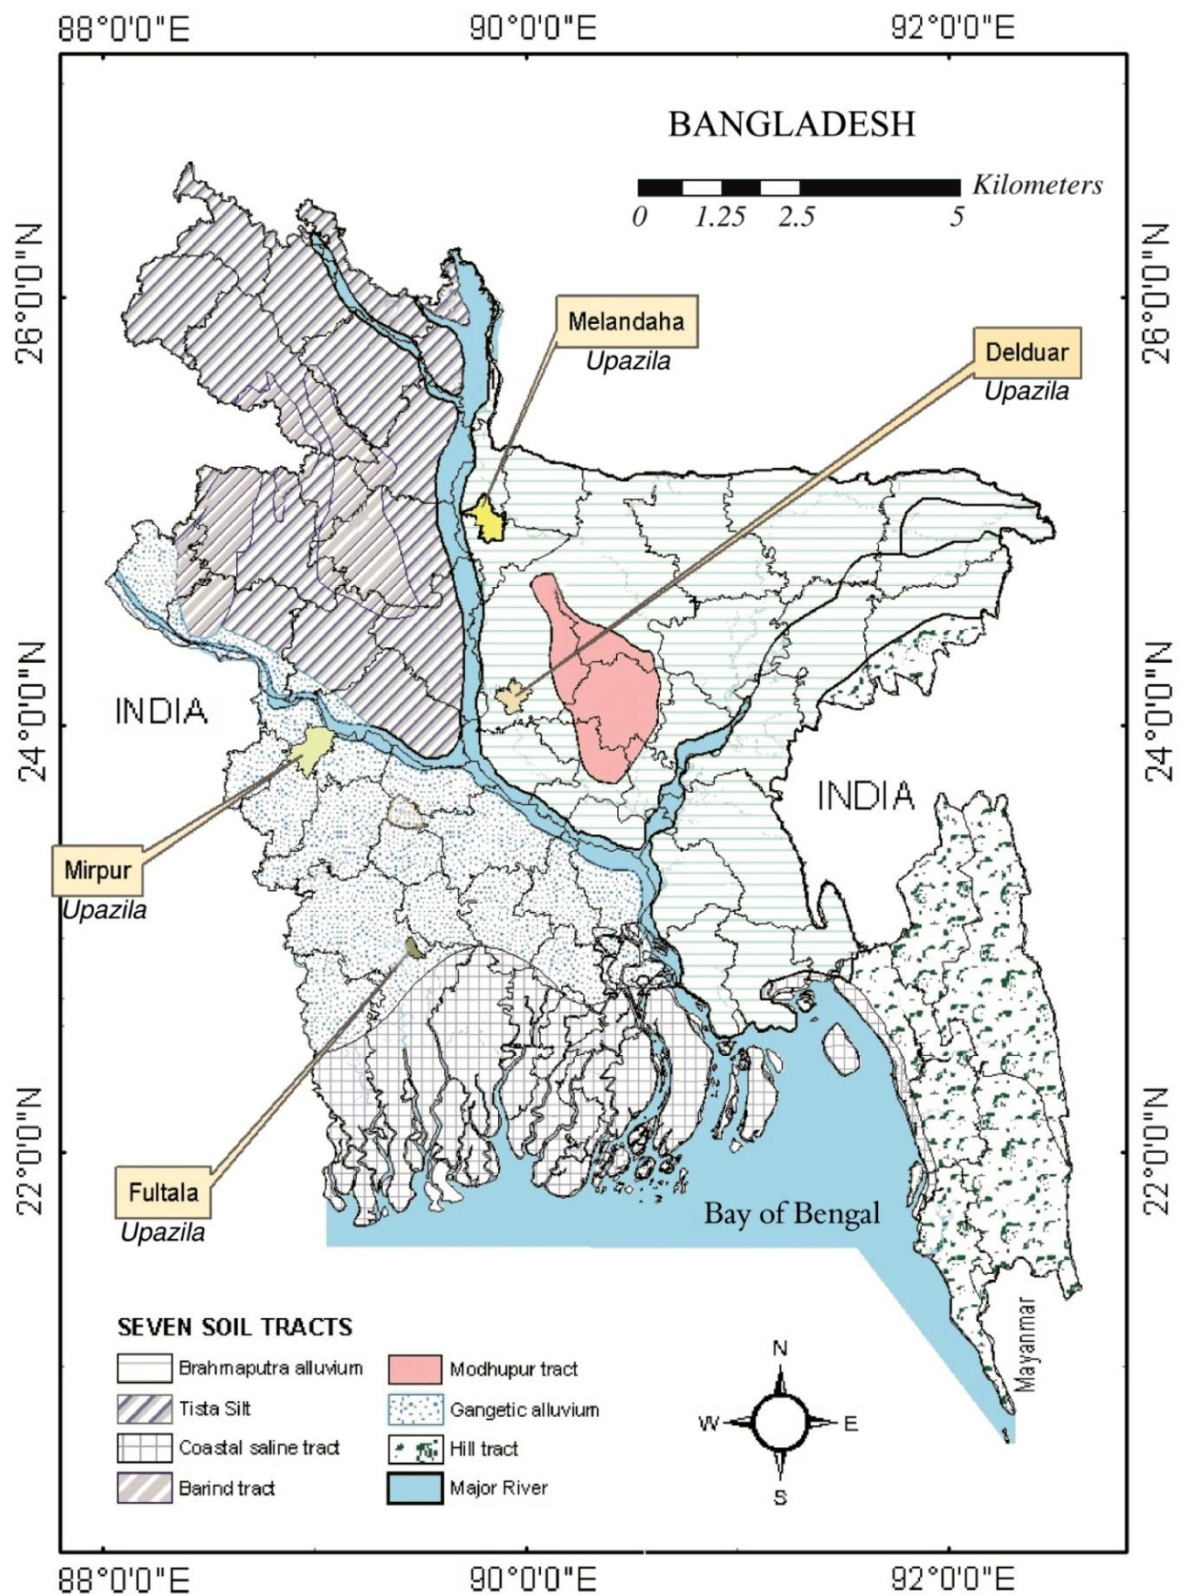 88°0'0"E 90°0'0"E 92°0'0"E
BANGLADESH
Kilometers
0 1.25 2.5 5
26°0'0"N
26°0'0"N
Melandaha
Upazila
Delduar
Upazila
24°0'0"N
INDIA
24°0'0"N
INDIA
Mirpur
Upazila
22°0'0"N
22°0'0"N
Fultala
Upazila
Bay of Bengal
Mayanmar
SEVEN SOIL TRACTS
Brahmaputra alluvium
Tista Silt
Coastal saline tract
Barind tract
Modhupur tract
Gangetic alluvium
Hill tract
Major River
N
W E
S
88°0'0"E 90°0'0"E 92°0'0"E